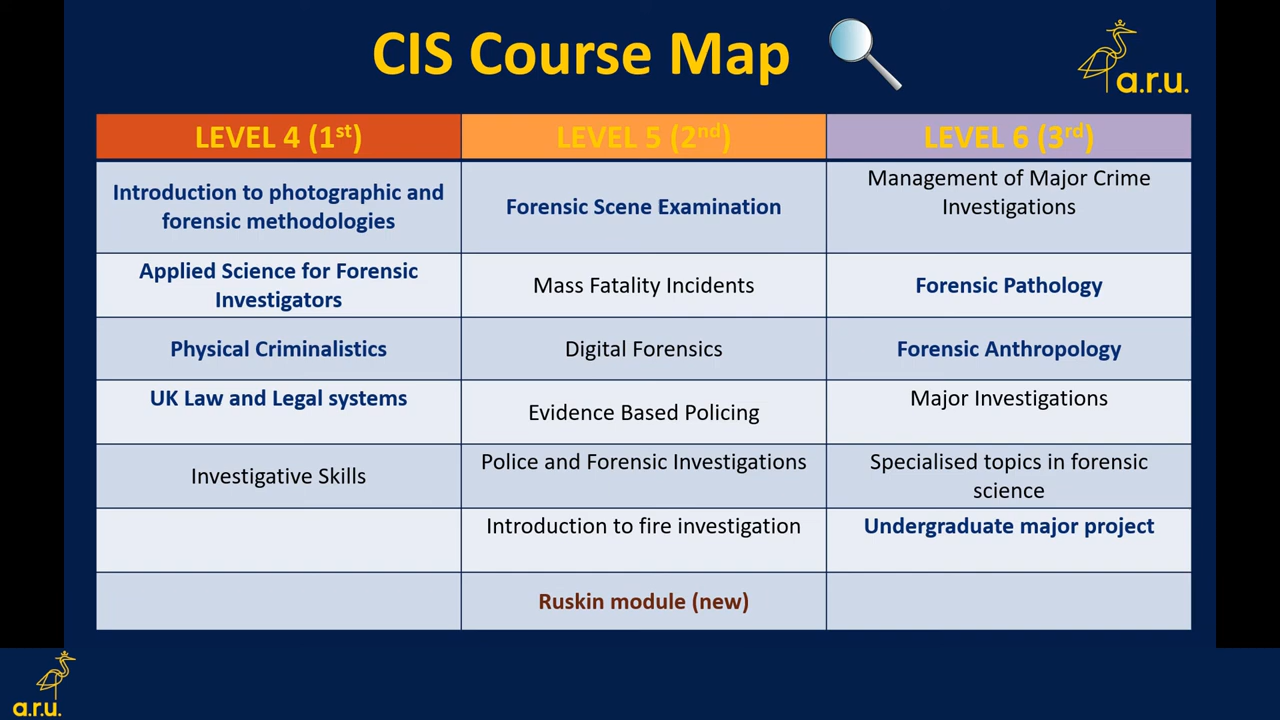 CIS Course Map
a.r.u.
LEVEL 4 (1st)
LEVEL 5 (2nd)
LEVEL 6 (3rd)
Introduction to photographic and
forensic methodologies
Forensic Scene Examination
Management of Major Crime
Investigations
Applied Science for Forensic
Investigators
Mass Fatality Incidents
Forensic Pathology
Physical Criminalistics
Digital Forensics
Forensic Anthropology
UK Law and Legal systems
Evidence Based Policing
Major Investigations
Investigative Skills
Police and Forensic Investigations
Specialised topics in forensic
science
Introduction to fire investigation
Undergraduate major project
Ruskin module (new)
a.r.u.